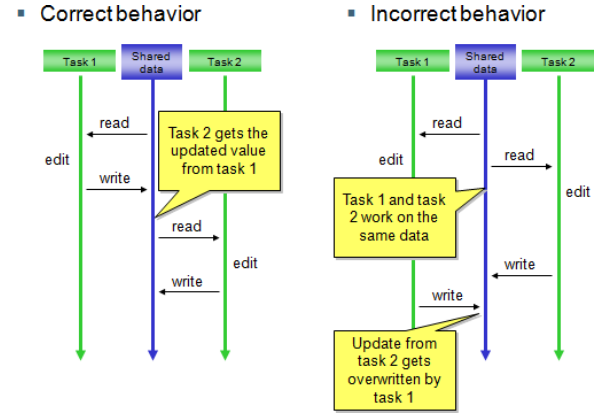 Correct behavior
Task 1
Shared
data
Task 2
read
edit
write
Task 2 gets the
updated value
from task 1
read
edit
write
Incorrect behavior
Task 1
Shared
data
Task 2
read
read
edit
edit
Task 1 and task
2 work on the
same data
write
write
Update from
task 2 gets
overwritten by
task 1